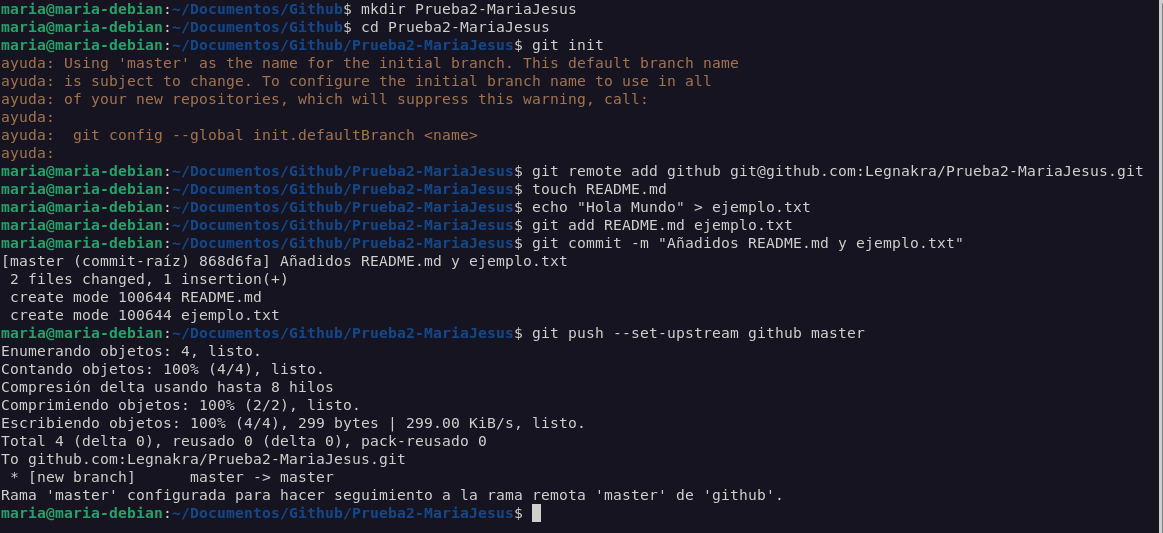 maria@maria-debian:~/Documentos/Github$ mkdir Prueba2-MariaJesus
maria@maria-debian:~/Documentos/Github$ cd Prueba2-MariaJesus
maria@maria-debian:~/Documentos/Github/Prueba2-MariaJesus$ git init
ayuda: Using 'master' as the name for the initial branch. This default branch name
ayuda: is subject to change. To configure the initial branch name to use in all
ayuda: of your new repositories, which will suppress this warning, call:
ayuda:
ayuda:  git config --global init.defaultBranch <name>
ayuda:
maria@maria-debian:~/Documentos/Github/Prueba2-MariaJesus$ git remote add github git@github.com:Legnakra/Prueba2-MariaJesus.git
maria@maria-debian:~/Documentos/Github/Prueba2-MariaJesus$ touch README.md
maria@maria-debian:~/Documentos/Github/Prueba2-MariaJesus$ echo "Hola Mundo" > ejemplo.txt
maria@maria-debian:~/Documentos/Github/Prueba2-MariaJesus$ git add README.md ejemplo.txt
maria@maria-debian:~/Documentos/Github/Prueba2-MariaJesus$ git commit -m "Añadidos README.md y ejemplo.txt"
[master (commit-raíz) 868d6fa] Añadidos README.md y ejemplo.txt
 2 files changed, 1 insertion(+)
 create mode 100644 README.md
 create mode 100644 ejemplo.txt
maria@maria-debian:~/Documentos/Github/Prueba2-MariaJesus$ git push --set-upstream github master
Enumerando objetos: 4, listo.
Contando objetos: 100% (4/4), listo.
Compresión delta usando hasta 8 hilos
Comprimiendo objetos: 100% (2/2), listo.
Escribiendo objetos: 100% (4/4), 299 bytes | 299.00 KiB/s, listo.
Total 4 (delta 0), reusado 0 (delta 0), pack-reusado 0
To github.com:Legnakra/Prueba2-MariaJesus.git
 * [new branch]      master -> master
Rama 'master' configurada para hacer seguimiento a la rama remota 'master' de 'github'.
maria@maria-debian:~/Documentos/Github/Prueba2-MariaJesus$